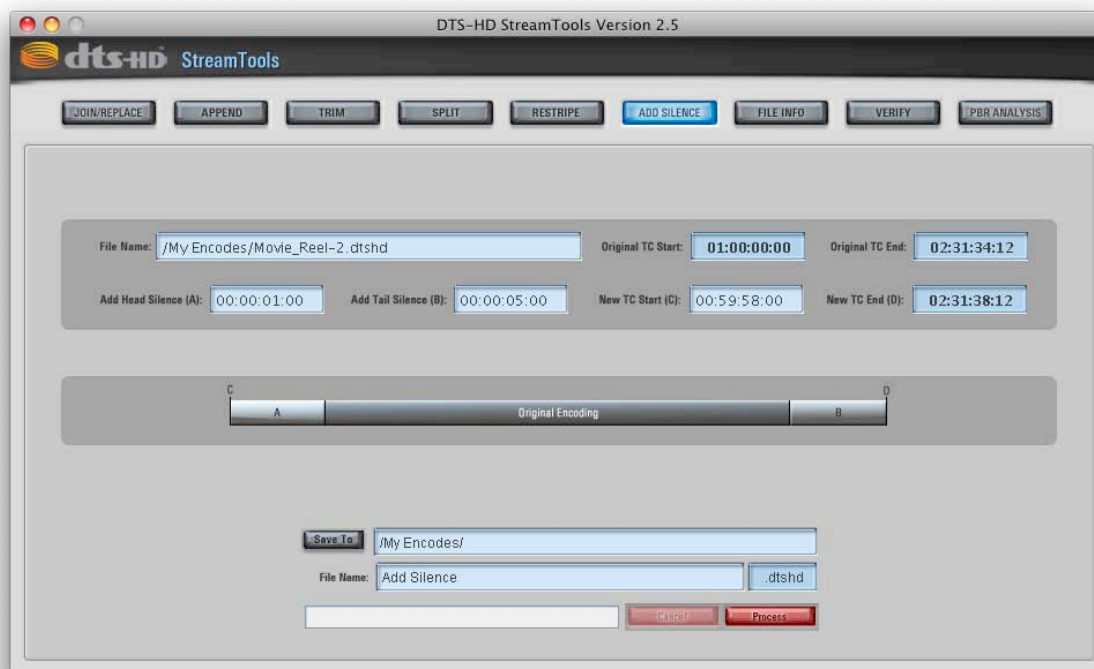 DTS-HD StreamTools Version 2.5
dts-HD StreamTools
JOIN/REPLACE APPEND TRIM SPLIT RESTRIPE ADD SILENCE FILE INFO VERIFY PBR ANALYSIS
File Name: /My Encodes/Movie_Reel-2.dtshd Original TC Start: 01:00:00:00 Original TC End: 02:31:34:12
Add Head Silence (A): 00:00:01:00 Add Tail Silence (B): 00:00:05:00 New TC Start (C): 00:59:58:00 New TC End (D): 02:31:38:12
C D
A Original Encoding B
Save To /My Encodes/
File Name: Add Silence .dtshd
Cancel Process